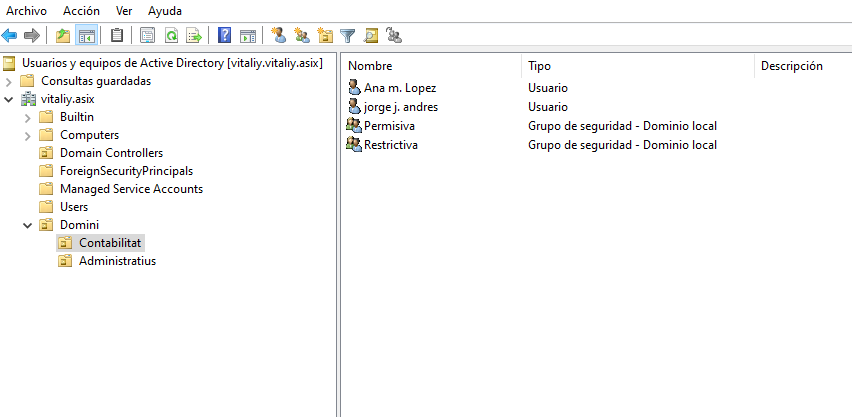 Archivo Acción Ver Ayuda
Usuarios y equipos de Active Directory [vitaliy.vitaliy.asix]
Consultas guardadas
vitaliy.asix
Builtin
Computers
Domain Controllers
ForeignSecurityPrincipals
Managed Service Accounts
Users
Domini
Contabilitat
Administratius
Nombre Tipo Descripción
Ana m. Lopez Usuario
jorge j. andres Usuario
Permisiva Grupo de seguridad - Dominio local
Restrictiva Grupo de seguridad - Dominio local